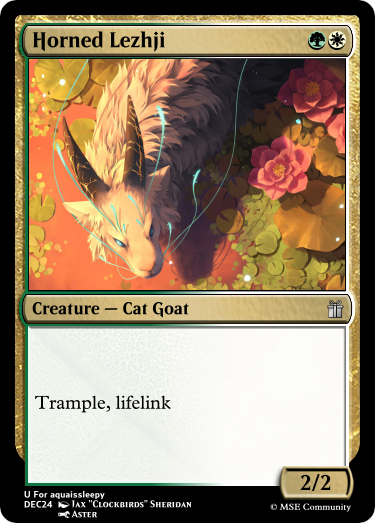 Horned Lezhji
Creature — Cat Goat
Trample, lifelink
2/2
U For aquaissleepy
DEC24 Jax "Clockbirds" Sheridan
Aster
© MSE Community